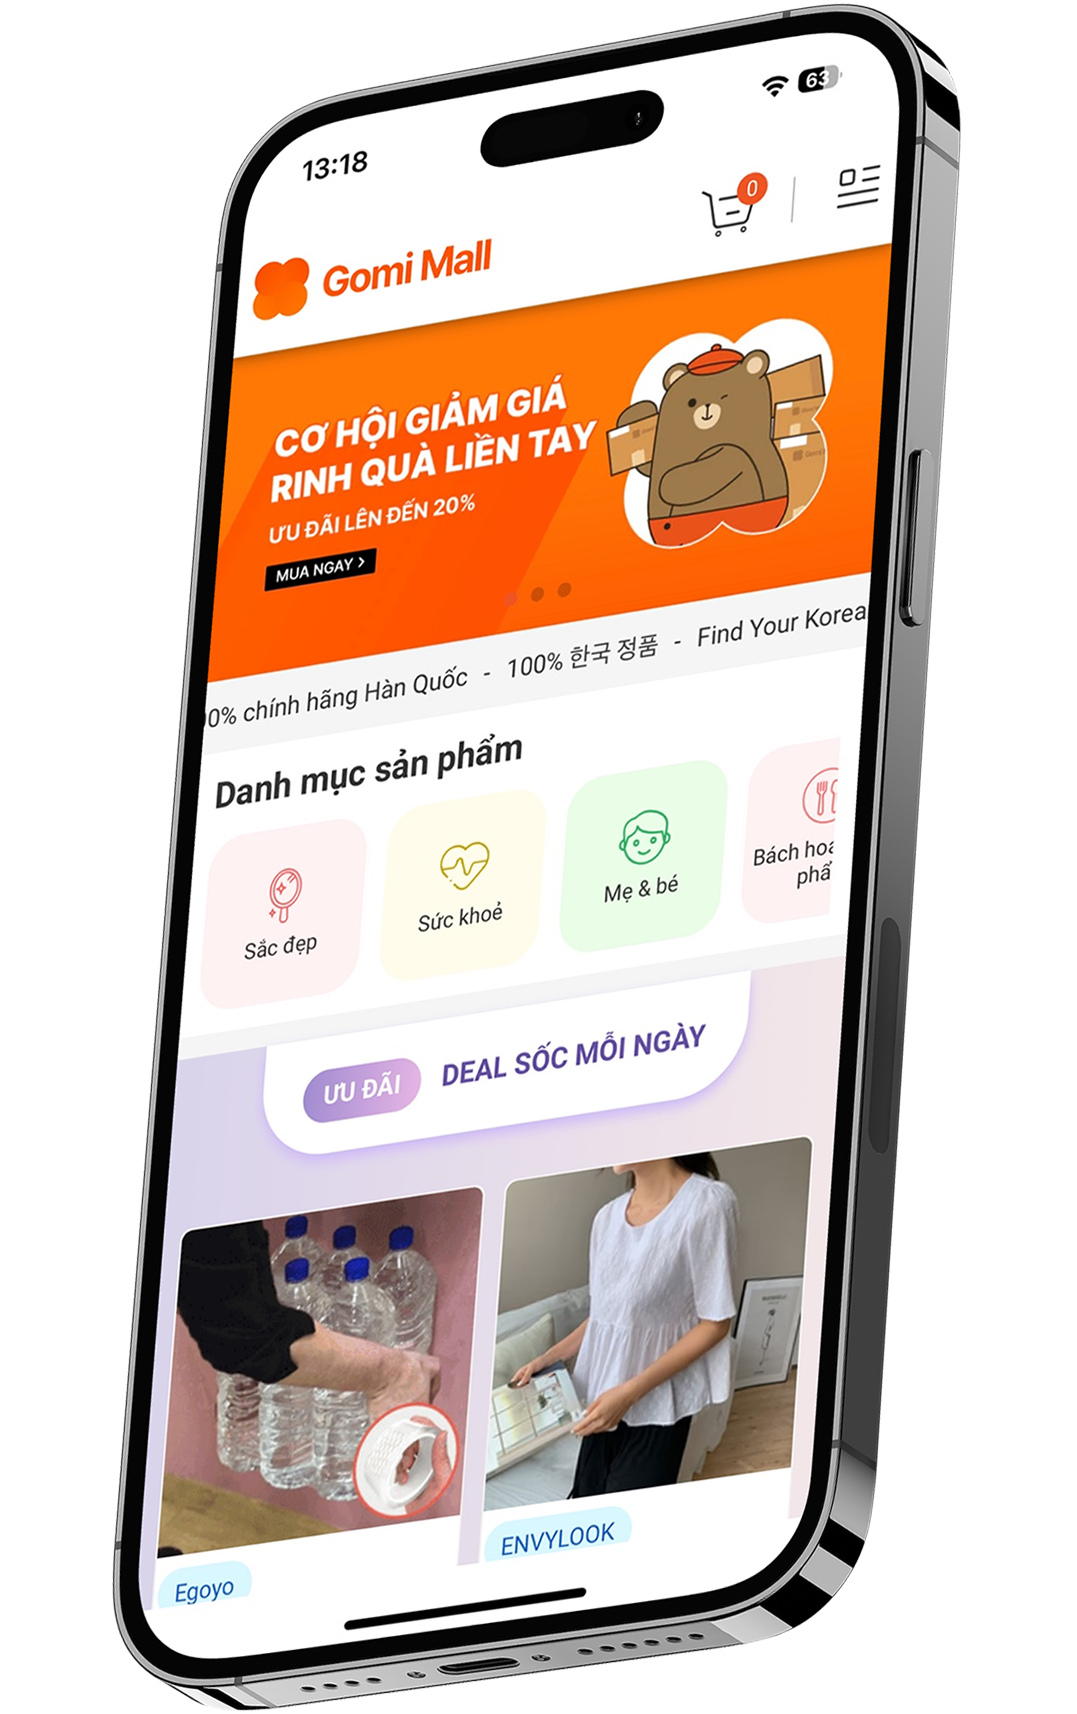 13:18
63
0
Gomi Mall
CƠ HỘI GIẢM GIÁ
RINH QUÀ LIỀN TAY
ƯU ĐÃI LÊN ĐẾN 20%
MUA NGAY >
0% chính hãng Hàn Quốc - 100% 한국 정품 - Find Your Korea
Danh mục sản phẩm
Sắc đẹp
Sức khoẻ
Mẹ & bé
Bách hoa
phẩ
ƯU ĐÃI
DEAL SỐC MỖI NGÀY
Egoyo
ENVYLOOK